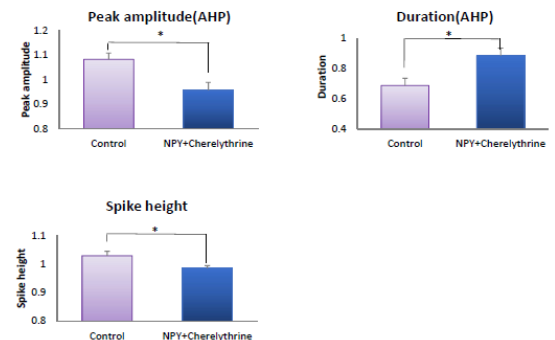 Peak amplitude(AHP)
1.2
1.1
1
0.9
0.8
Peak amplitude
*
Control
NPY+Cherelythrine
Duration(AHP)
1
0.8
0.6
0.4
Duration
*
Control
NPY+Cherelythrine
Spike height
1.1
1
0.9
0.8
Spike height
*
Control
NPY+Cherelythrine